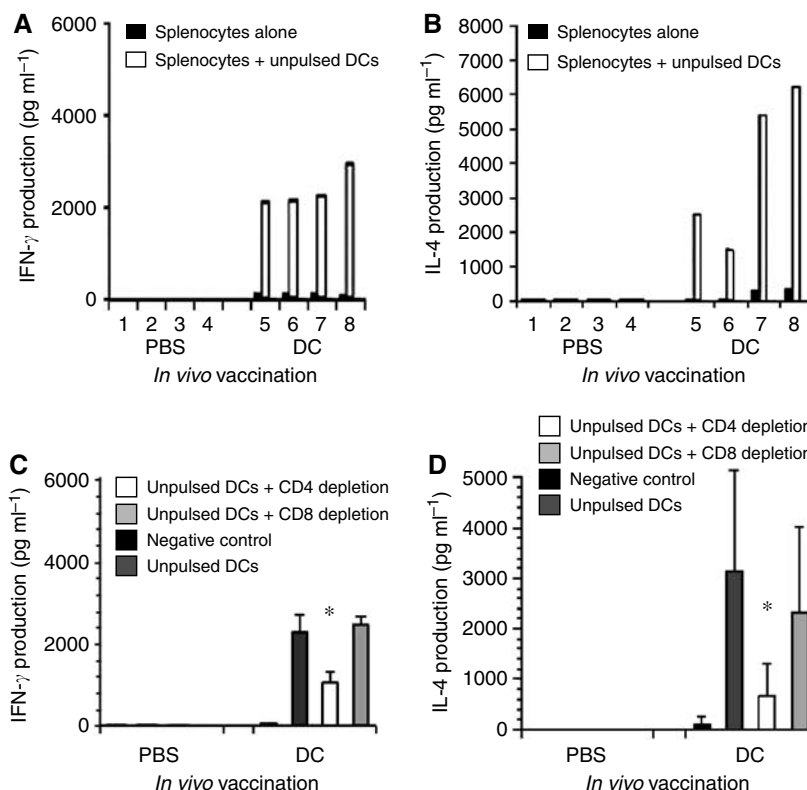 A
6000
4000
2000
0
IFN-γ production (pg ml−1)
Splenocytes alone
Splenocytes + unpulsed DCs
1 2 3 4 5 6 7 8
PBS DC
In vivo vaccination
B
8000
7000
6000
5000
4000
3000
2000
1000
0
IL-4 production (pg ml−1)
Splenocytes alone
Splenocytes + unpulsed DCs
1 2 3 4 5 6 7 8
PBS DC
In vivo vaccination
C
6000
4000
2000
0
IFN-γ production (pg ml−1)
Unpulsed DCs + CD4 depletion
Unpulsed DCs + CD8 depletion
Negative control
Unpulsed DCs
*
PBS DC
In vivo vaccination
D
Unpulsed DCs + CD4 depletion
Unpulsed DCs + CD8 depletion
Negative control
Unpulsed DCs
5000
4000
3000
2000
1000
0
IL-4 production (pg ml−1)
*
PBS DC
In vivo vaccination